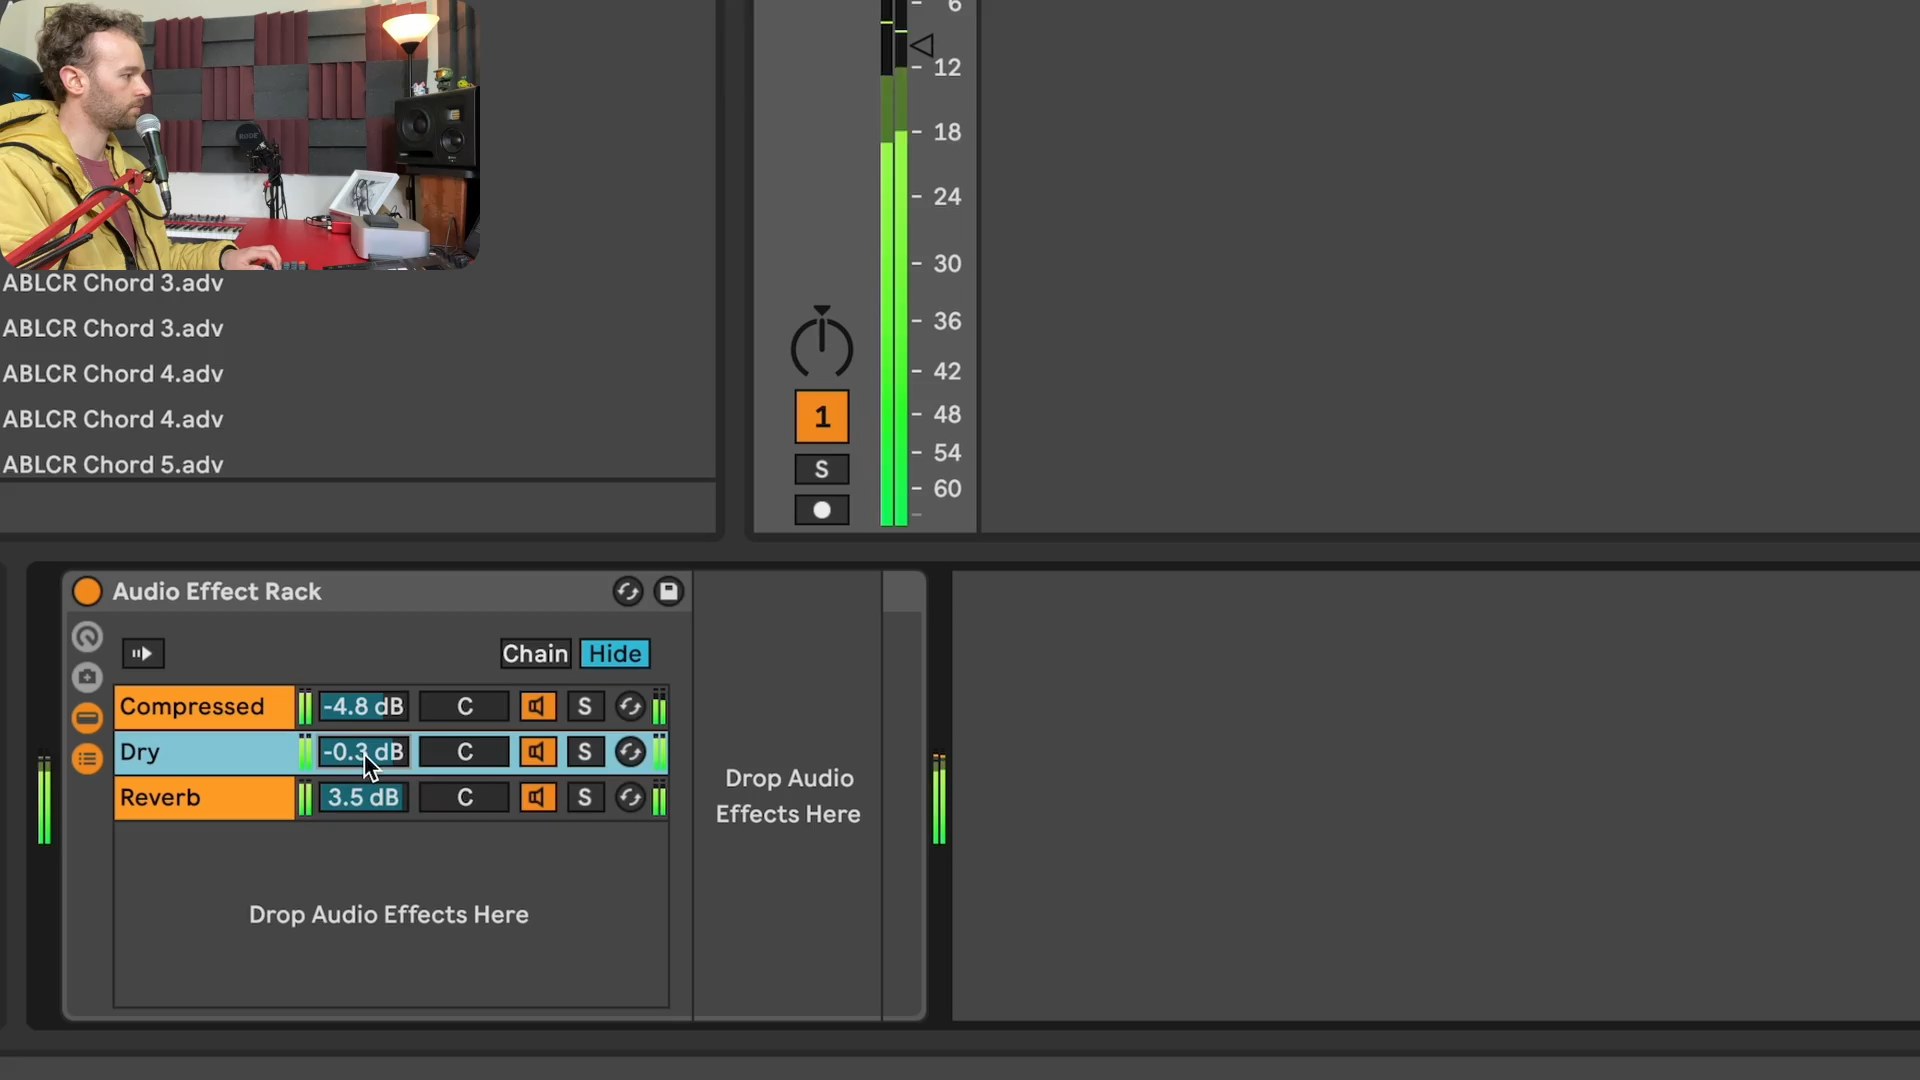 6
12
18
24
30
36
42
48
54
60
RODE
ABLCR Chord 3.adv
ABLCR Chord 3.adv
ABLCR Chord 4.adv
ABLCR Chord 4.adv
ABLCR Chord 5.adv
1
S
Audio Effect Rack
Chain Hide
Compressed -4.8 dB C S
Dry -0.3 dB C S
Reverb 3.5 dB C S
Drop Audio Effects Here
Drop Audio
Effects Here